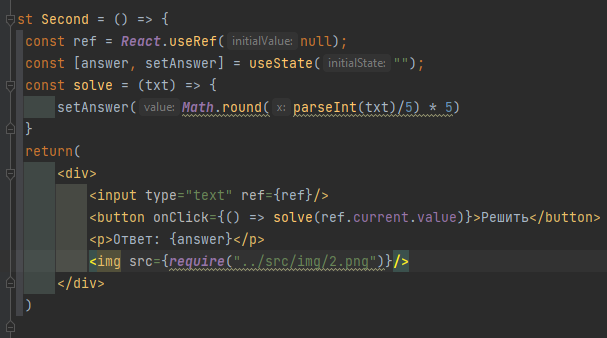 st Second = () => {
const ref = React.useRef( initialValue: null);
const [answer, setAnswer] = useState( initialState: "");
const solve = (txt) => {
setAnswer( value: Math.round( x: parseInt(txt)/5) * 5)
}
return(
<div>
<input type="text" ref={ref}/>
<button onClick={() => solve(ref.current.value)}>Решить</button>
<p>Ответ: {answer}</p>
<img src={require("../src/img/2.png")}/>
</div>
)